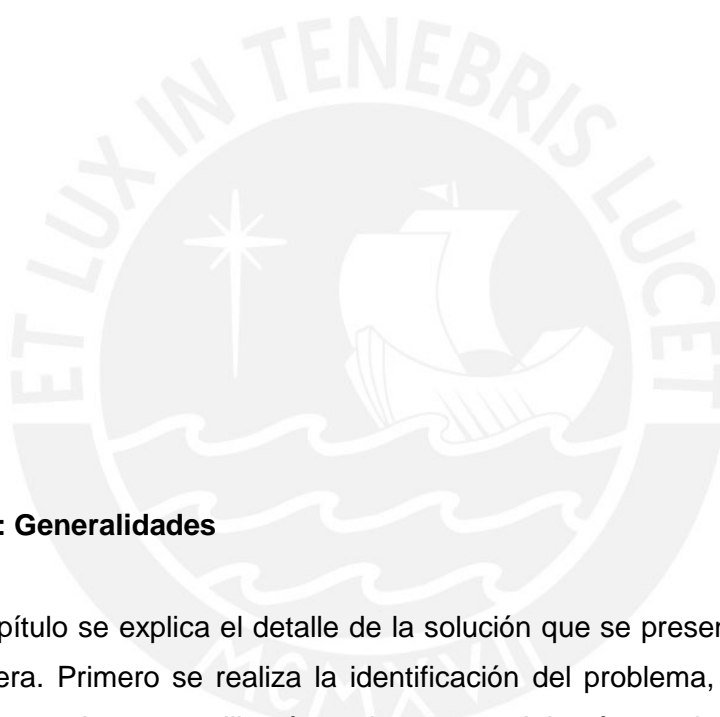 ET LUX IN TENEBRIS LUCET
MCMXVII
: Generalidades
pítulo se explica el detalle de la solución que se presen
era. Primero se realiza la identificación del problema,